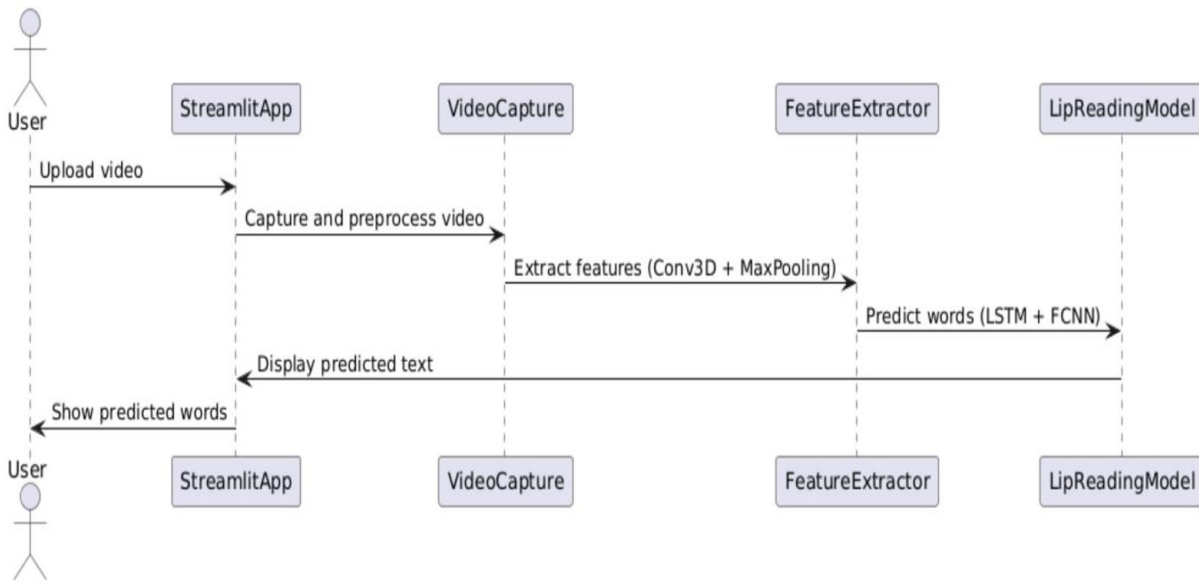 User
StreamlitApp
VideoCapture
FeatureExtractor
LipReadingModel
Upload video
Capture and preprocess video
Extract features (Conv3D + MaxPooling)
Predict words (LSTM + FCNN)
Display predicted text
Show predicted words
User
StreamlitApp
VideoCapture
FeatureExtractor
LipReadingModel